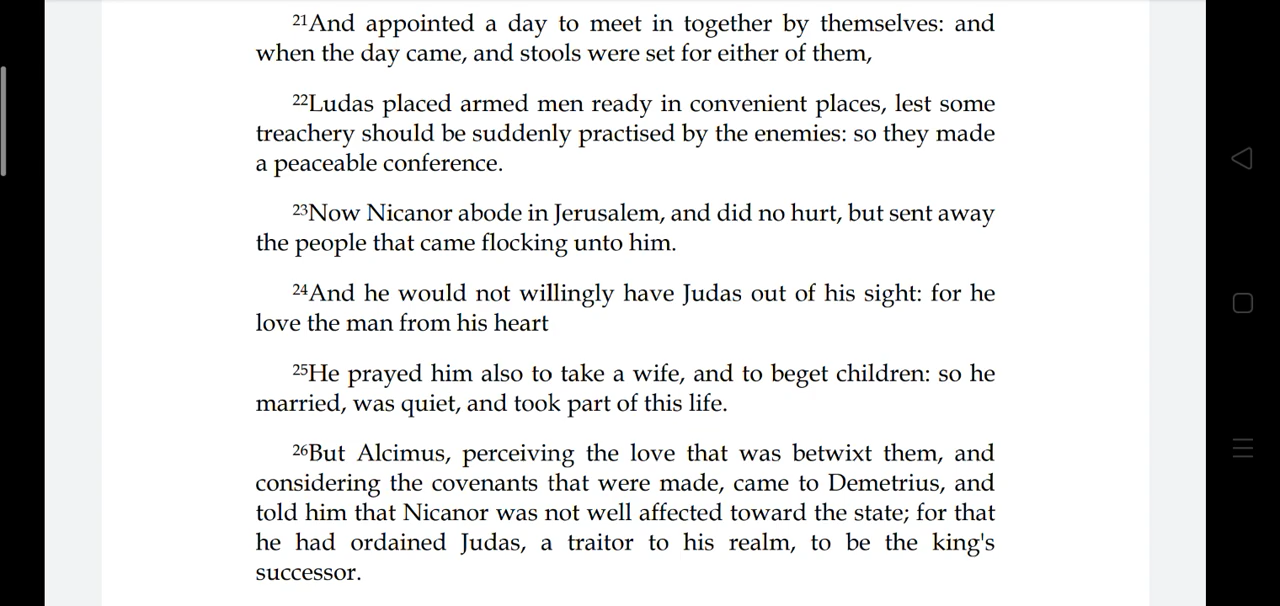 21And appointed a day to meet in together by themselves: and
when the day came, and stools were set for either of them,
22Ludas placed armed men ready in convenient places, lest some
treachery should be suddenly practised by the enemies: so they made
a peaceable conference.
23Now Nicanor abode in Jerusalem, and did no hurt, but sent away
the people that came flocking unto him.
24And he would not willingly have Judas out of his sight: for he
love the man from his heart
25He prayed him also to take a wife, and to beget children: so he
married, was quiet, and took part of this life.
26But Alcimus, perceiving the love that was betwixt them, and
considering the covenants that were made, came to Demetrius, and
told him that Nicanor was not well affected toward the state; for that
he had ordained Judas, a traitor to his realm, to be the king's
successor.